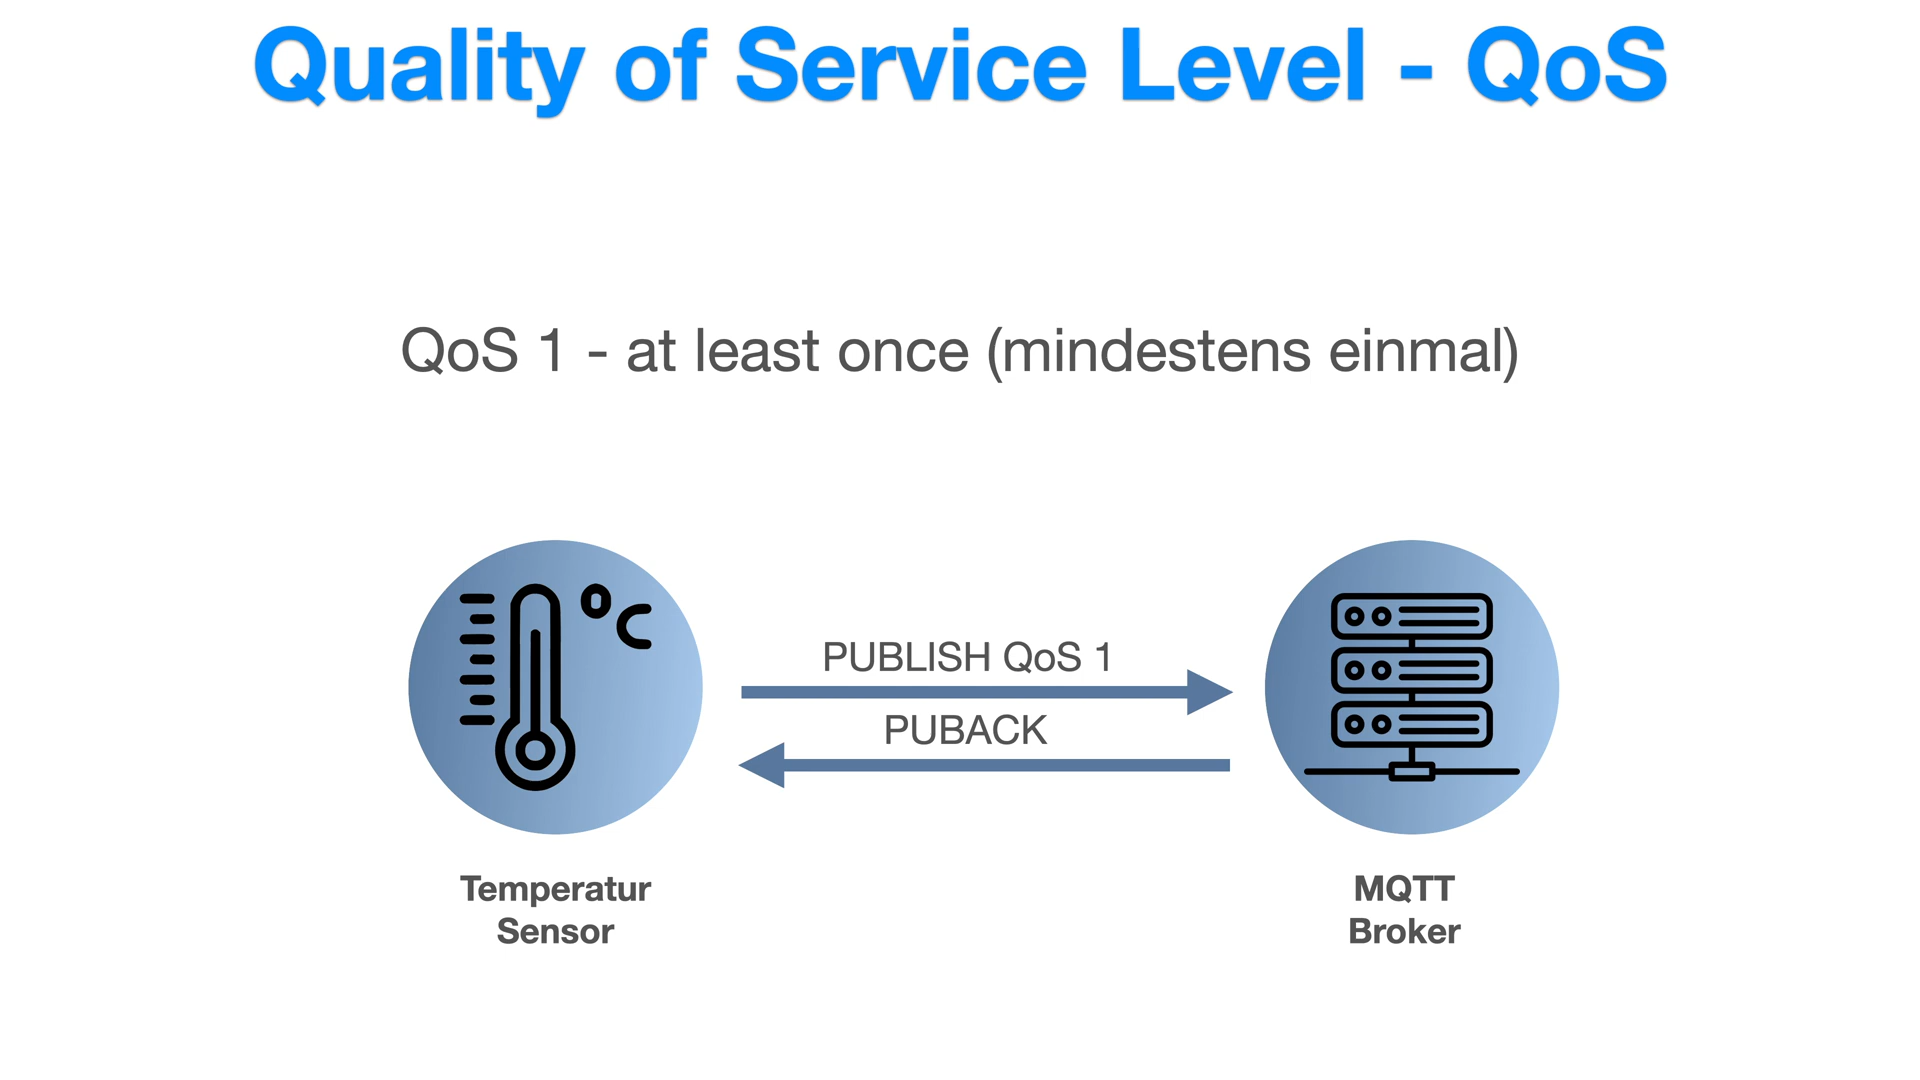 Quality of Service Level - QoS
QoS 1 - at least once (mindestens einmal)
°C
PUBLISH QoS 1
PUBACK
Temperatur
Sensor
MQTT
Broker